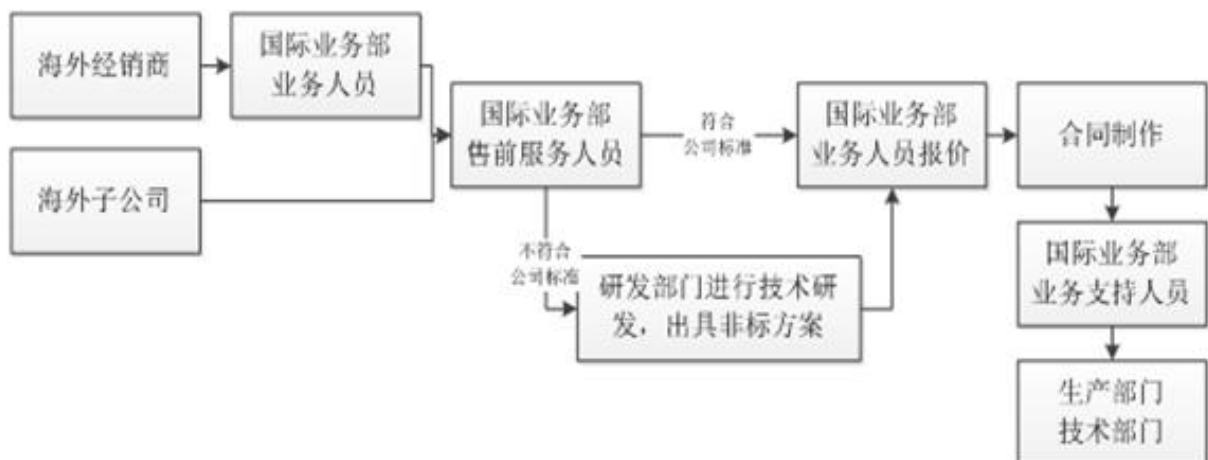 海外经销商
国际业务部
业务人员
海外子公司
国际业务部
售前服务人员
符合
公司标准
不符合
公司标准
研发部门进行技术研
发，出具非标方案
国际业务部
业务人员报价
合同制作
国际业务部
业务支持人员
生产部门
技术部门